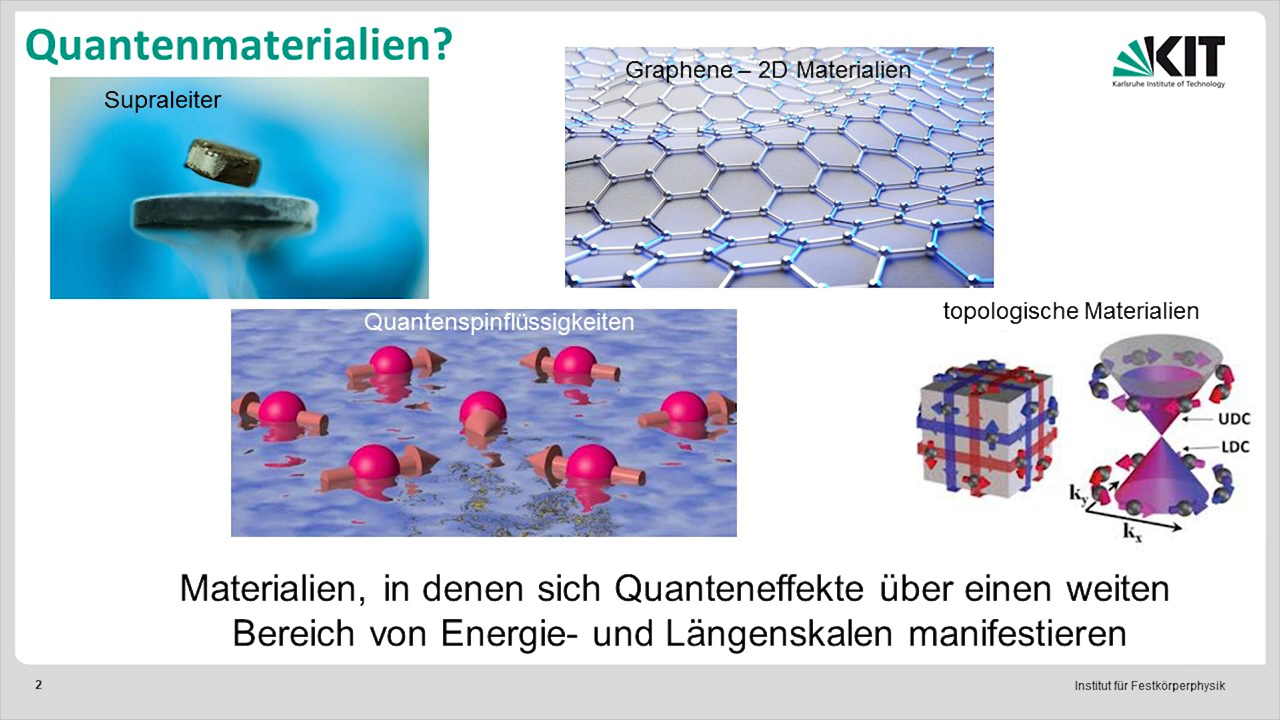 Quantenmaterialien?
KIT
Karlsruhe Institute of Technology
Supraleiter
Graphene – 2D Materialien
Quantenspinflüssigkeiten
topologische Materialien
UDC
LDC
ky
kx
Materialien, in denen sich Quanteneffekte über einen weiten
Bereich von Energie- und Längenskalen manifestieren
2
Institut für Festkörperphysik